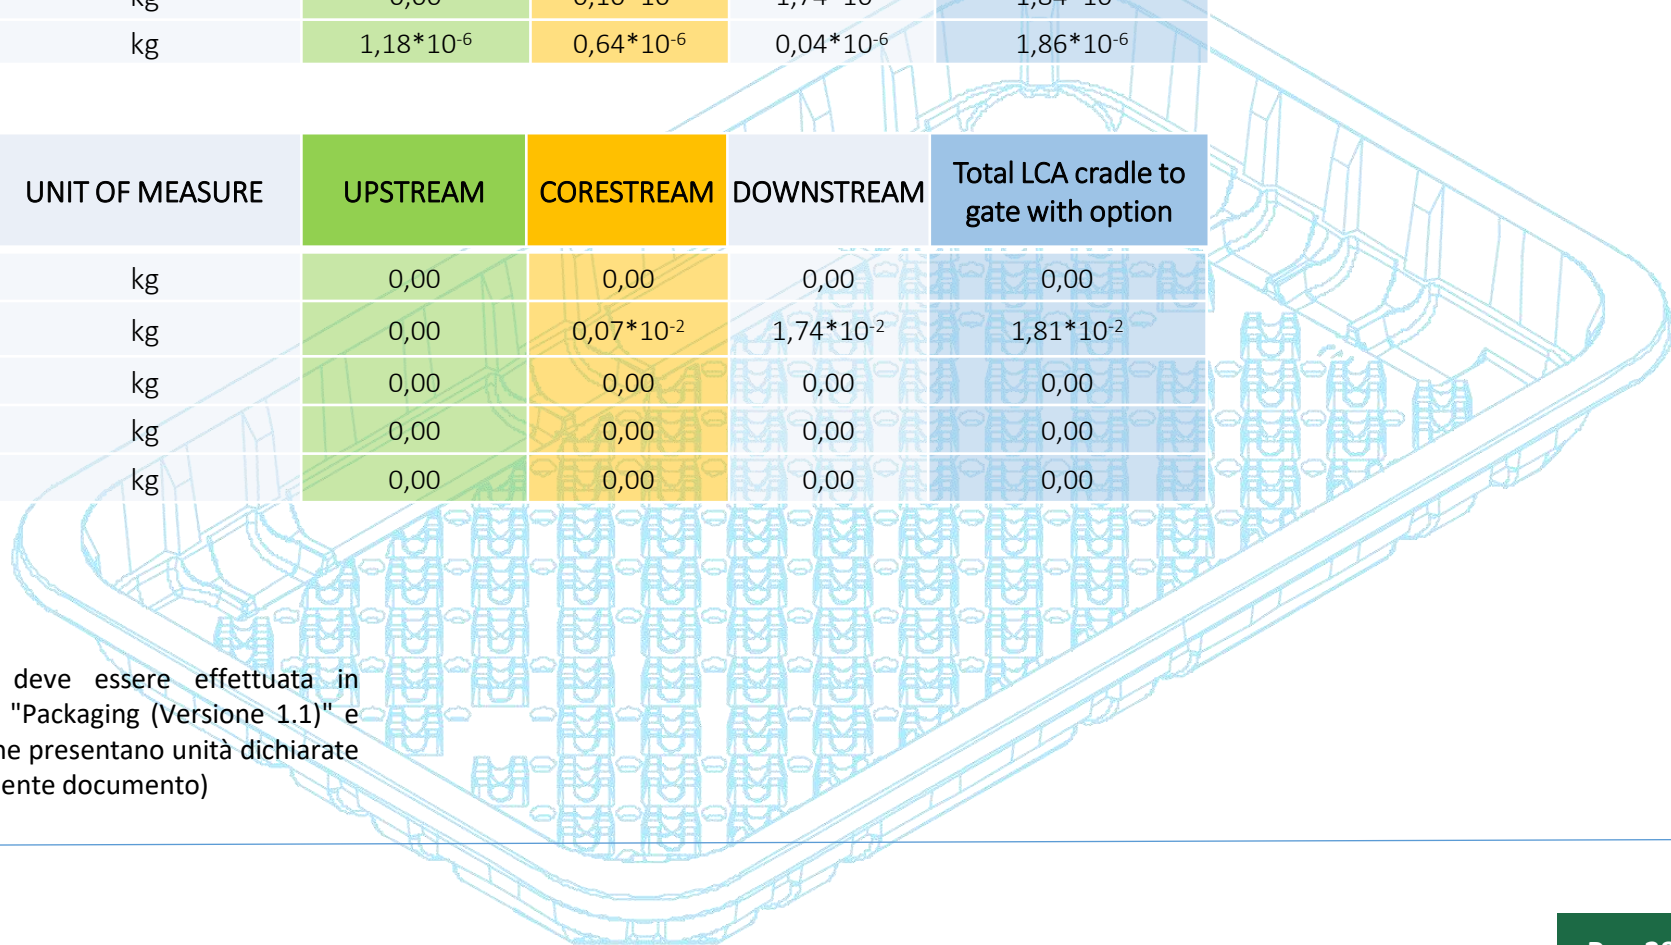 kg 1,18*10⁻⁶ 0,64*10⁻⁶ 0,04*10⁻⁶ 1,86*10⁻⁶
UNIT OF MEASURE UPSTREAM CORESTREAM DOWNSTREAM Total LCA cradle to
gate with option
kg 0,00 0,00 0,00 0,00
kg 0,00 0,07*10⁻² 1,74*10⁻² 1,81*10⁻²
kg 0,00 0,00 0,00 0,00
kg 0,00 0,00 0,00 0,00
kg 0,00 0,00 0,00 0,00
deve essere effettuata in
"Packaging (Versione 1.1)" e
ne presentano unità dichiarate
ente documento)